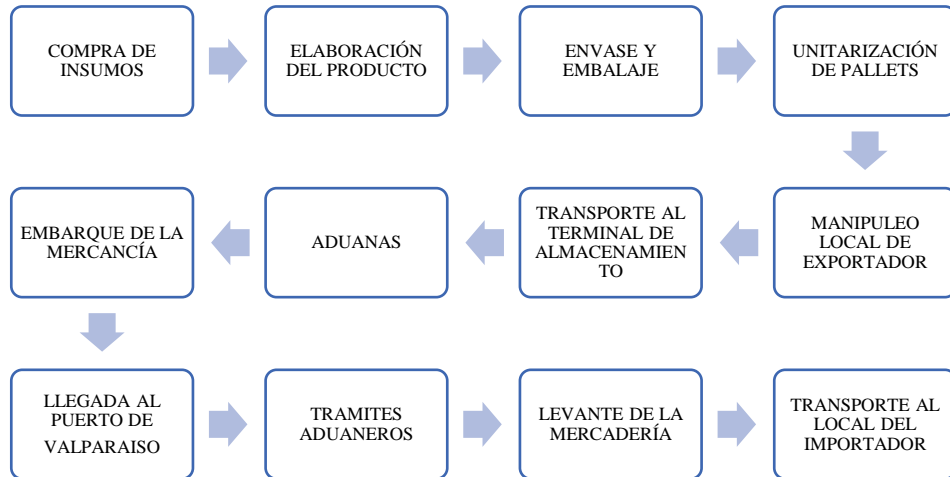 COMPRA DE
INSUMOS
ELABORACIÓN
DEL PRODUCTO
ENVASE Y
EMBALAJE
UNITARIZACIÓN
DE PALLETS
MANIPULEO
LOCAL DE
EXPORTADOR
TRANSPORTE AL
TERMINAL DE
ALMACENAMIE
NTO
ADUANAS
EMBARQUE DE LA
MERCANCÍA
LLEGADA AL
PUERTO DE
VALPARAISO
TRAMITES
ADUANEROS
LEVANTE DE LA
MERCADERÍA
TRANSPORTE AL
LOCAL DEL
IMPORTADOR